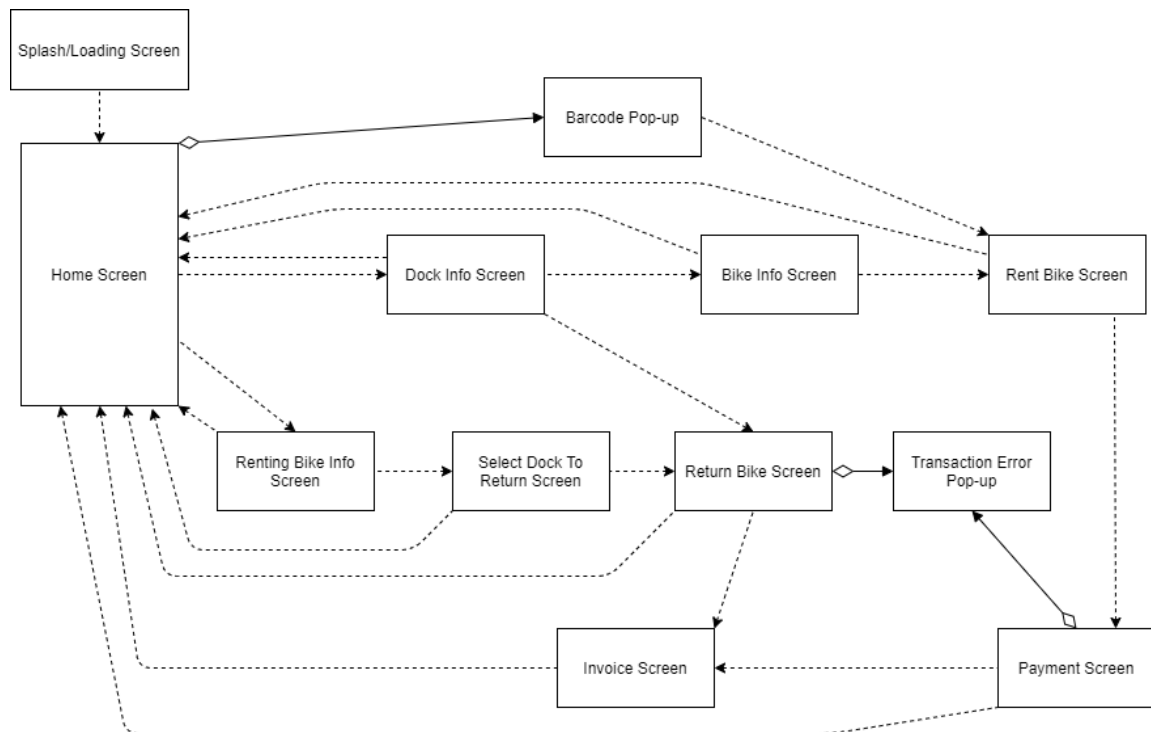 Splash/Loading Screen
Barcode Pop-up
Home Screen
Dock Info Screen
Bike Info Screen
Rent Bike Screen
Renting Bike Info
Screen
Select Dock To
Return Screen
Return Bike Screen
Transaction Error
Pop-up
Invoice Screen
Payment Screen